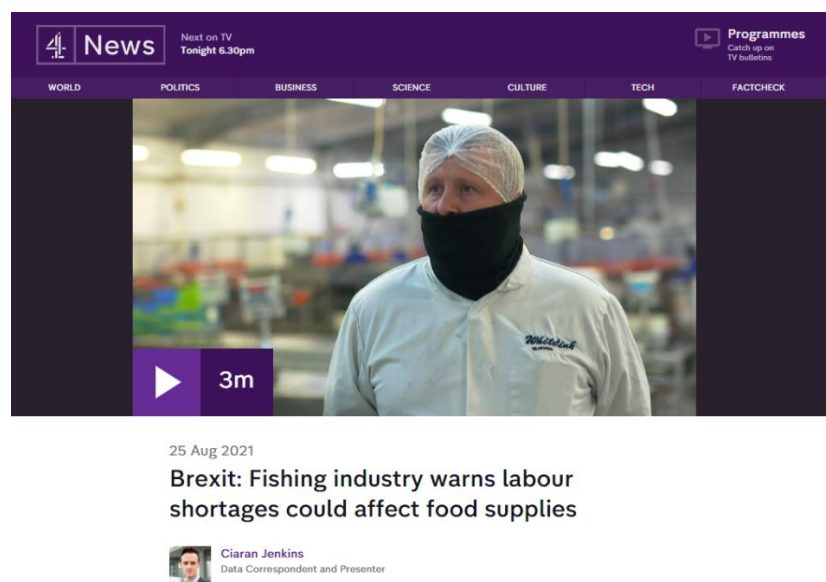 4 News
Next on TV
Tonight 6.30pm
Programmes
Catch up on
TV bulletins
WORLD POLITICS BUSINESS SCIENCE CULTURE TECH FACTCHECK
Whitelink
3m
25 Aug 2021
Brexit: Fishing industry warns labour
shortages could affect food supplies
Ciaran Jenkins
Data Correspondent and Presenter